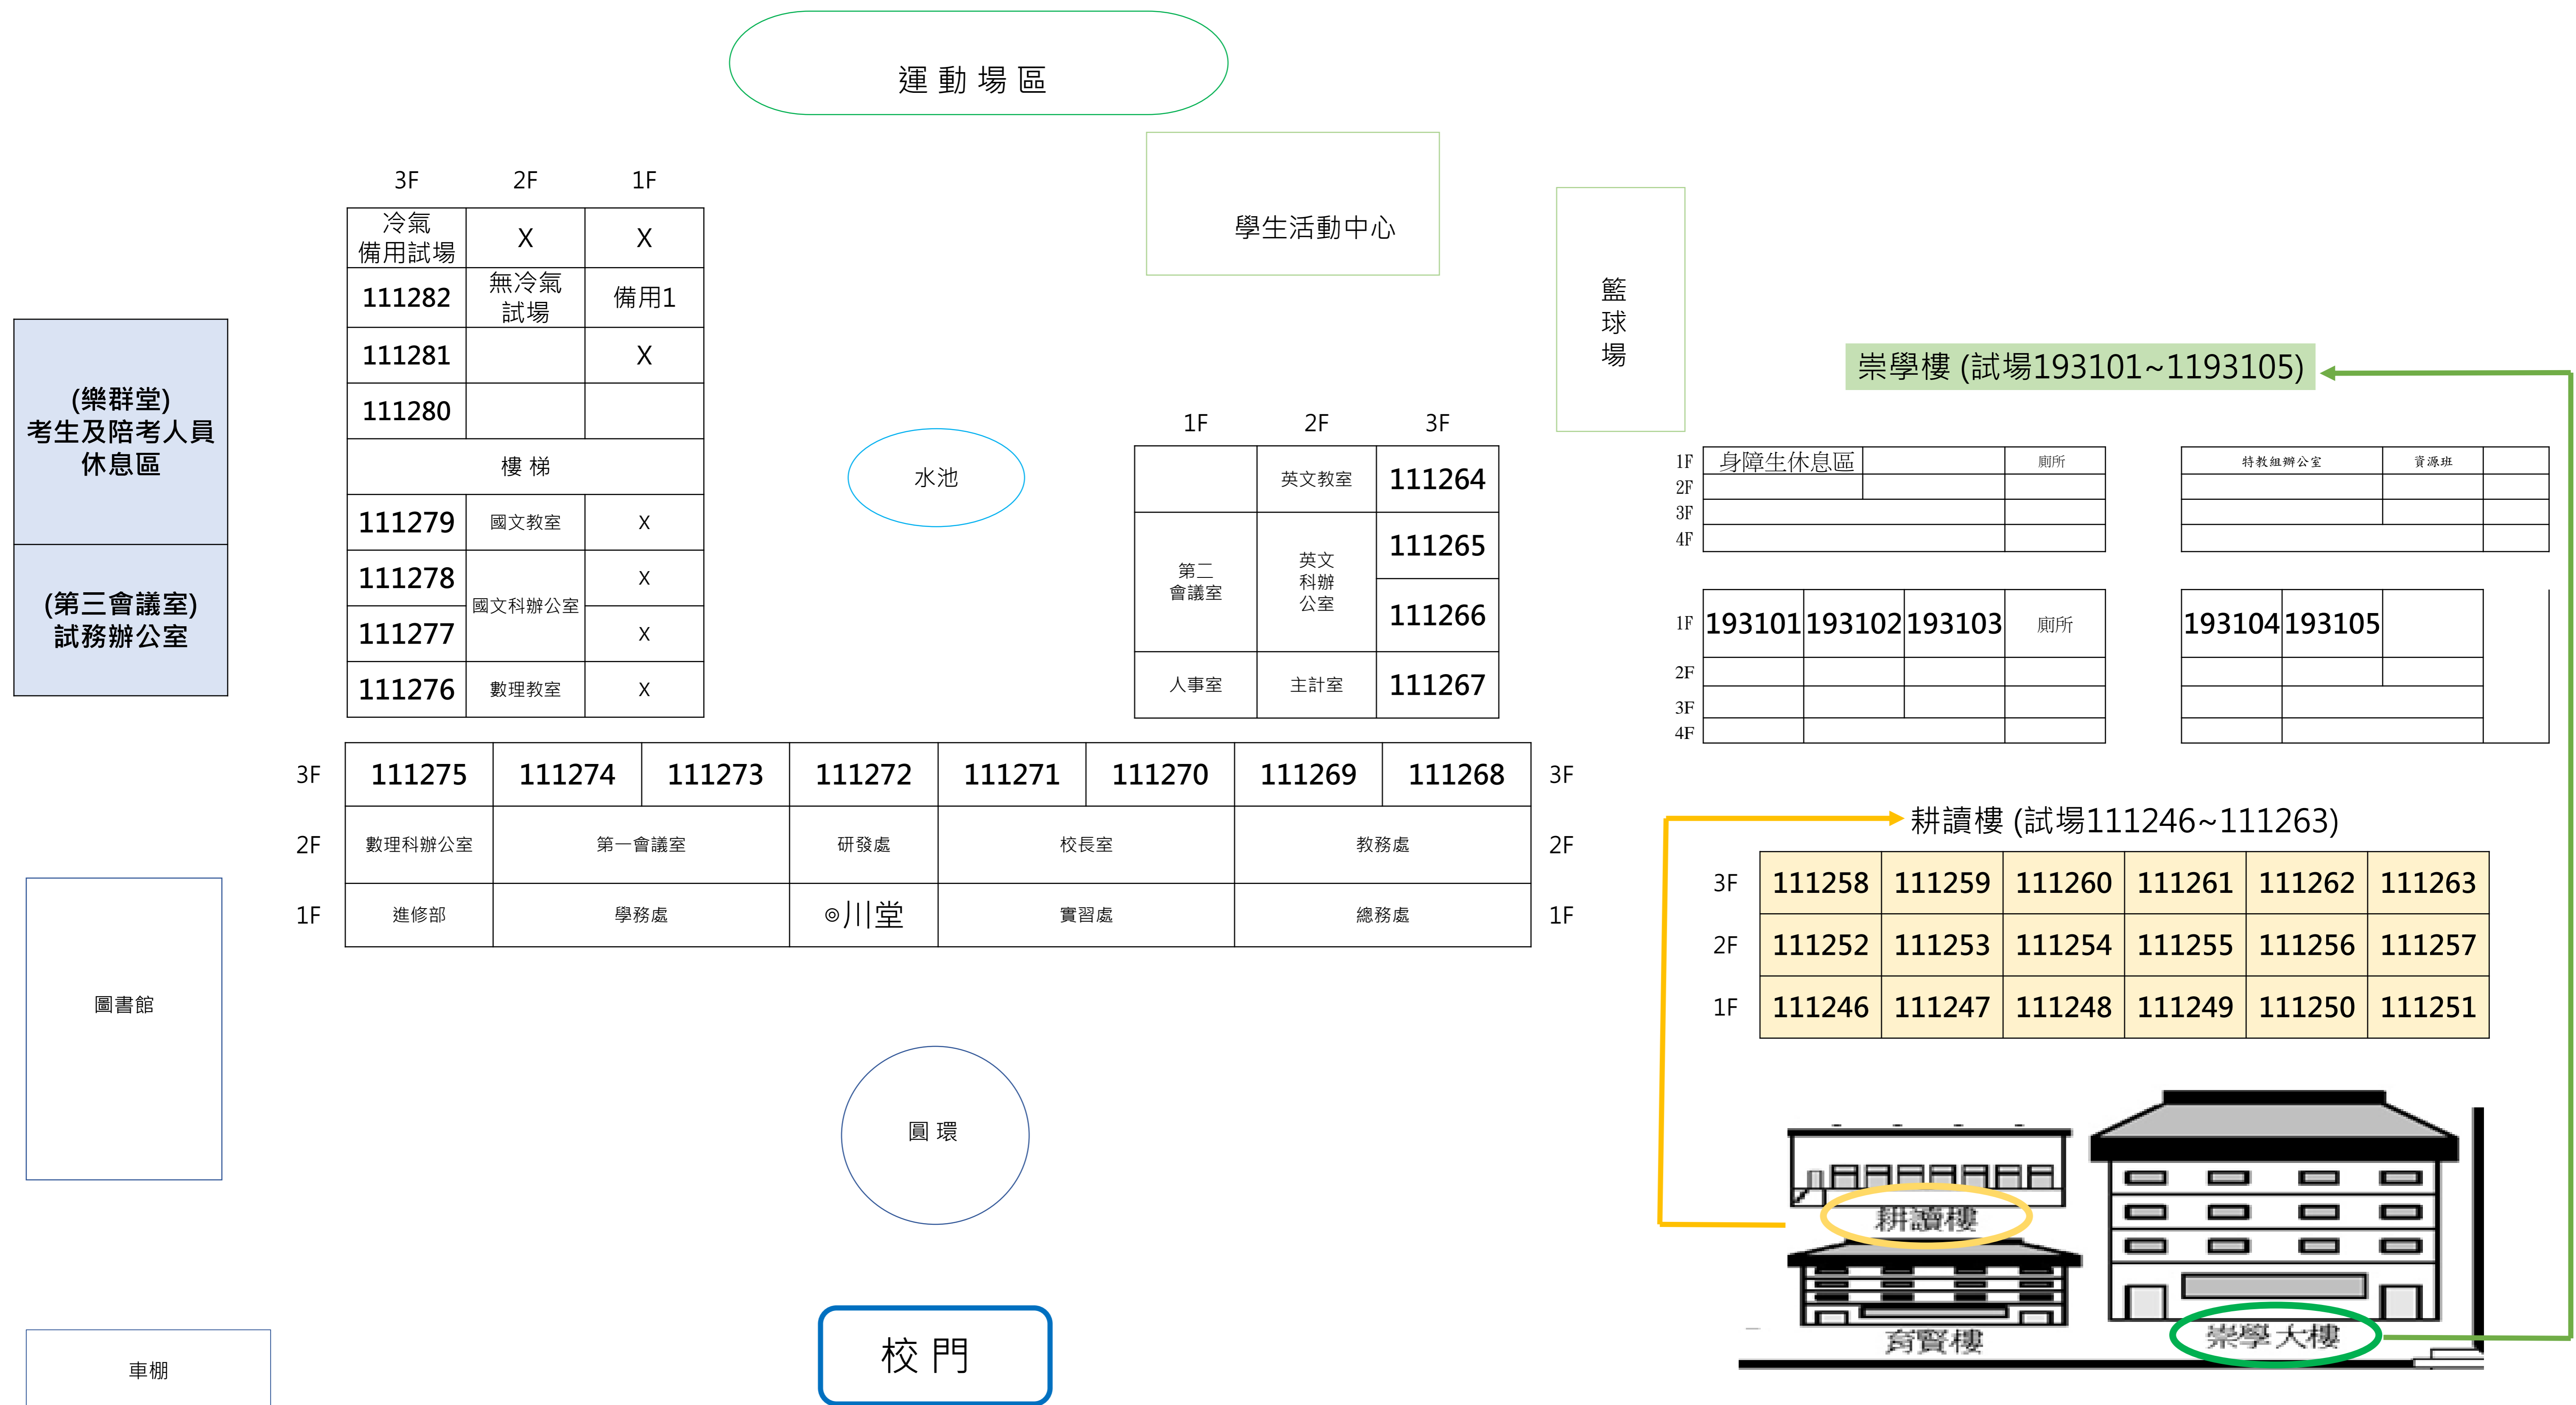 運 動 場 區
學生活動中心
籃
球
場
3F 2F 1F
冷氣
備用試場 X X
111282 無冷氣
試場 備用1
111281 X
111280
樓 梯
111279 國文教室 X
111278 國文科辦公室 X
111277 X
111276 數理教室 X
(樂群堂)
考生及陪考人員
休息區
(第三會議室)
試務辦公室
水池
1F 2F 3F
英文教室 111264
第二
會議室
英文
科辦
公室
111265
111266
人事室 主計室 111267
3F 111275 111274 111273 111272 111271 111270 111269 111268 3F
2F 數理科辦公室 第一會議室 研發處 校長室 教務處 2F
1F 進修部 學務處 ⊙川堂 實習處 總務處 1F
圖書館
圓 環
校 門
車棚
崇學樓 (試場193101~1193105)
1F 身障生休息區 廁所 特教組辦公室 資源班
2F
3F
4F
1F 193101 193102 193103 廁所 193104 193105
2F
3F
4F
耕讀樓 (試場111246~111263)
3F 111258 111259 111260 111261 111262 111263
2F 111252 111253 111254 111255 111256 111257
1F 111246 111247 111248 111249 111250 111251
耕讀樓
育賢樓
崇學大樓